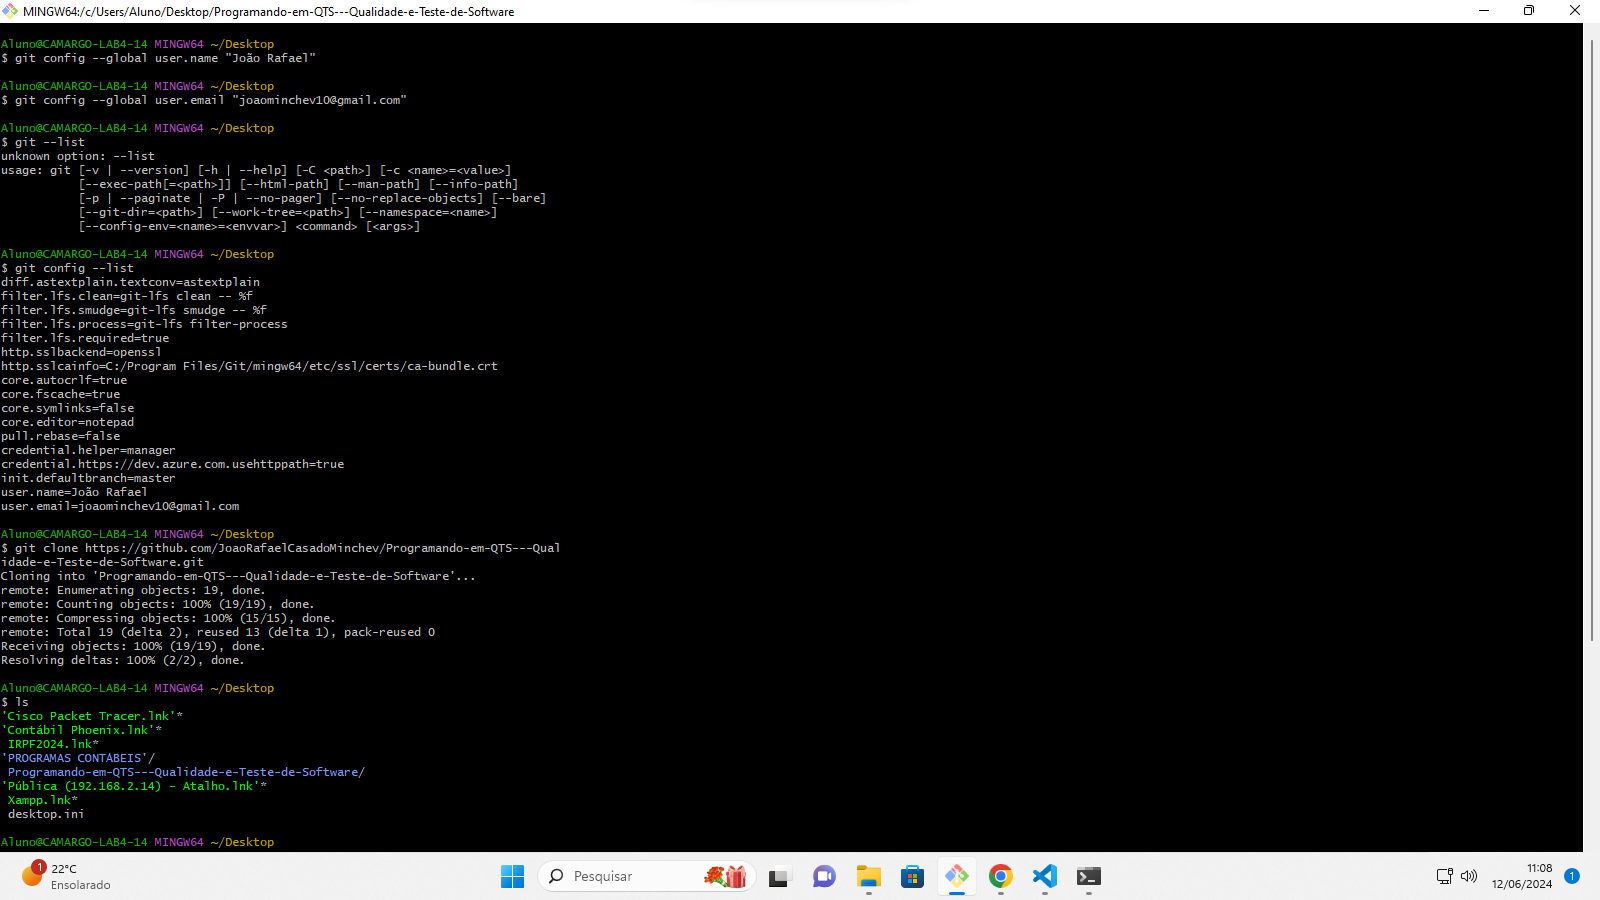 MINGW64:/c/Users/Aluno/Desktop/Programando-em-QTS---Qualidade-e-Teste-de-Software
Aluno@CAMARGO-LAB4-14 MINGW64 ~/Desktop
$ git config --global user.name "João Rafael"
Aluno@CAMARGO-LAB4-14 MINGW64 ~/Desktop
$ git config --global user.email "joaominchev10@gmail.com"
Aluno@CAMARGO-LAB4-14 MINGW64 ~/Desktop
$ git --list
unknown option: --list
usage: git [-v | --version] [-h | --help] [-C <path>] [-c <name>=<value>]
[--exec-path[=<path>]] [--html-path] [--man-path] [--info-path]
[-p | --paginate | -P | --no-pager] [--no-replace-objects] [--bare]
[--git-dir=<path>] [--work-tree=<path>] [--namespace=<name>]
[--config-env=<name>=<envvar>] <command> [<args>]
Aluno@CAMARGO-LAB4-14 MINGW64 ~/Desktop
$ git config --list
diff.astextplain.textconv=astextplain
filter.lfs.clean=git-lfs clean -- %f
filter.lfs.smudge=git-lfs smudge -- %f
filter.lfs.process=git-lfs filter-process
filter.lfs.required=true
http.sslbackend=openssl
http.sslcainfo=C:/Program Files/Git/mingw64/etc/ssl/certs/ca-bundle.crt
core.autocrlf=true
core.fscache=true
core.symlinks=false
core.editor=notepad
pull.rebase=false
credential.helper=manager
credential.https://dev.azure.com.usehttppath=true
init.defaultbranch=master
user.name=João Rafael
user.email=joaominchev10@gmail.com
Aluno@CAMARGO-LAB4-14 MINGW64 ~/Desktop
$ git clone https://github.com/JoaoRafaelCasadoMinchev/Programando-em-QTS---Qual
idade-e-Teste-de-Software.git
Cloning into 'Programando-em-QTS---Qualidade-e-Teste-de-Software'...
remote: Enumerating objects: 19, done.
remote: Counting objects: 100% (19/19), done.
remote: Compressing objects: 100% (15/15), done.
remote: Total 19 (delta 2), reused 13 (delta 1), pack-reused 0
Receiving objects: 100% (19/19), done.
Resolving deltas: 100% (2/2), done.
Aluno@CAMARGO-LAB4-14 MINGW64 ~/Desktop
$ ls
'Cisco Packet Tracer.lnk'*
'Contábil Phoenix.lnk'*
IRPF2024.lnk*
'PROGRAMAS CONTÁBEIS'/
Programando-em-QTS---Qualidade-e-Teste-de-Software/
'Pública (192.168.2.14) - Atalho.lnk'*
Xampp.lnk*
desktop.ini
Aluno@CAMARGO-LAB4-14 MINGW64 ~/Desktop
1
22°C
Ensolarado
Pesquisar
11:08
12/06/2024
1